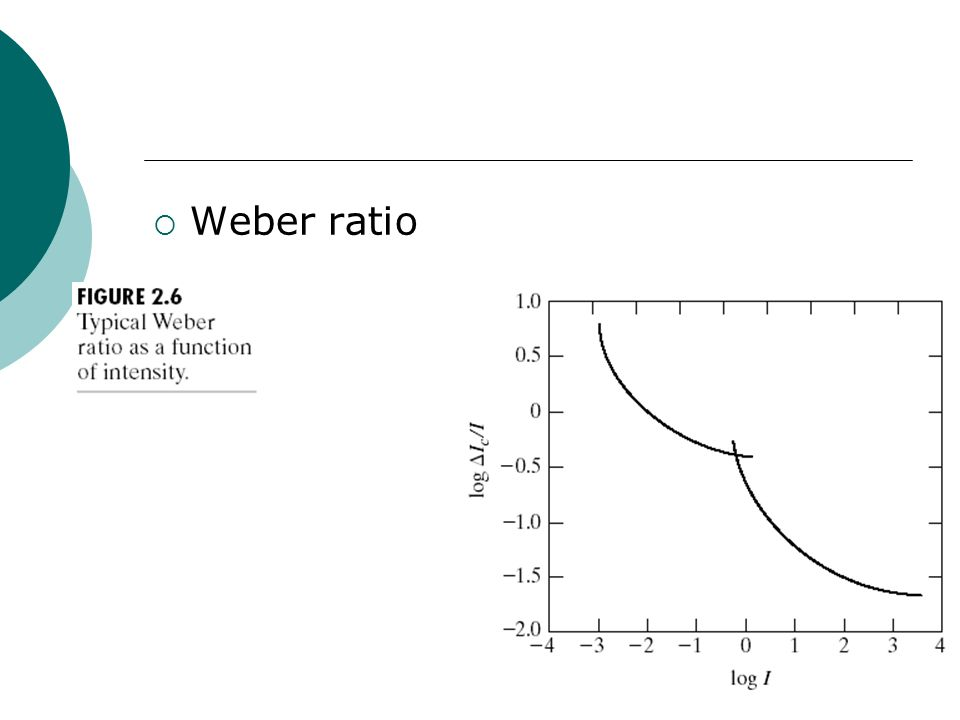 Weber ratio
FIGURE 2.6
Typical Weber
ratio as a function
of intensity.
log ΔIc/I
1.0
0.5
0
−0.5
−1.0
−1.5
−2.0
−4 −3 −2 −1 0 1 2 3 4
log I